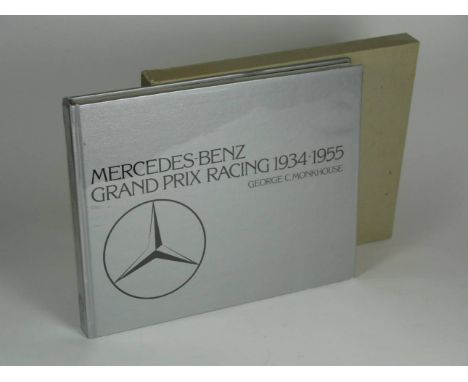 MERCEDES-BENZ
GRAND PRIX RACING 1934-1955
GEORGE C. MONKHOUSE